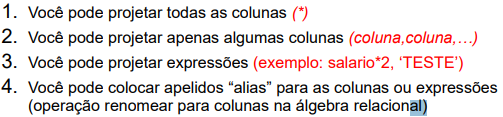 1. Você pode projetar todas as colunas (*)
2. Você pode projetar apenas algumas colunas (coluna,coluna,…)
3. Você pode projetar expressões (exemplo: salario*2, ‘TESTE’)
4. Você pode colocar apelidos “alias” para as colunas ou expressões
(operação renomear para colunas na álgebra relacional)